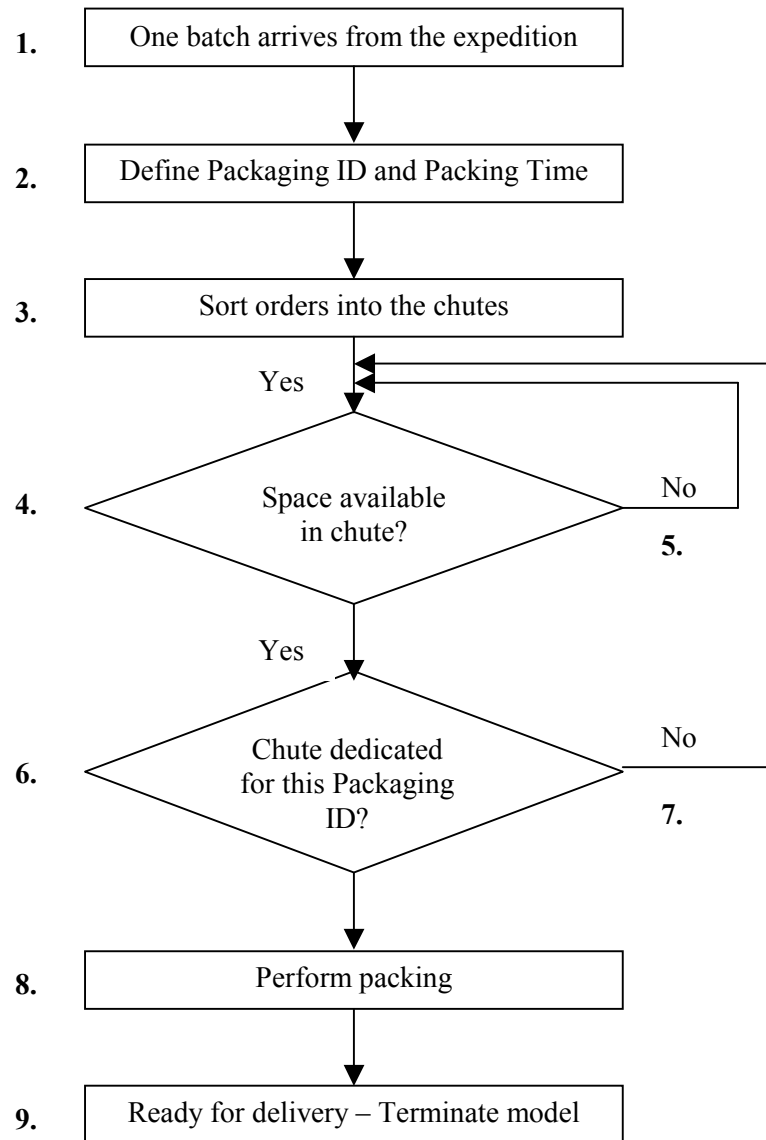 1. One batch arrives from the expedition
2. Define Packaging ID and Packing Time
3. Sort orders into the chutes
Yes
4. Space available
in chute?
No
5.
Yes
6. Chute dedicated
for this Packaging
ID?
No
7.
8. Perform packing
9. Ready for delivery – Terminate model